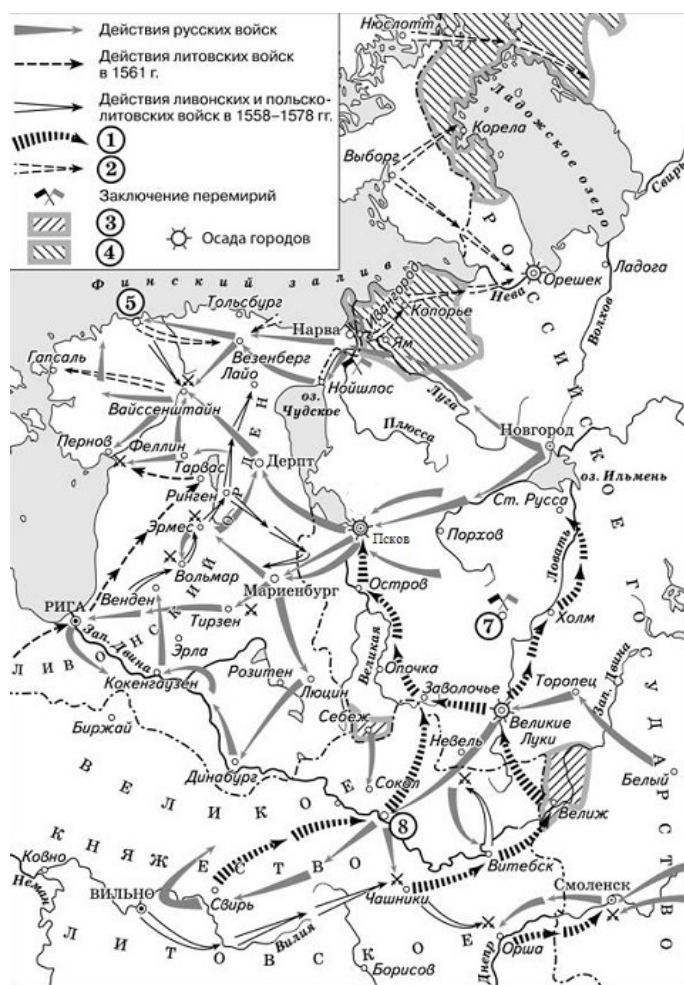 Действия русских войск
Действия литовских войск
в 1561 г.
Действия ливонских и польско-
литовских войск в 1558–1578 гг.
1
2
Заключение перемирий
3
4
Осада городов
Нюслотт
Ладожское озеро
Корела
Выборг
Свирь
РОССИЙСКОЕ ГОСУДАРСТВО
Финский залив
Орешек
Нева
Ладога
Волхов
5
Тольсбург
Нарва
Ивангород
Копорье
Ям
Гапсаль
Везенберг
Лайо
Нойшлос
оз.
Чудское
Луга
Вайссенштайн
Плюсса
Новгород
Пернов
Феллин
Дерпт
оз. Ильмень
Тарвас
Ринген
Ст. Русса
Псков
Порхов
Эрмес
Ловать
Вольмар
Мариенбург
Остров
Венден
7
Холм
РИГА
Тирзен
Зап. Двина
Эрла
Великая
ЛИВОНСКИЙ ОРДЕН
Кокенгаузен
Розитен
Люцин
Опочка
Заволочье
Торопец
Зап. Двина
Себеж
Великие
Луки
Биржай
Невель
Белый
Динабург
Сокол
Велиж
8
ВЕЛИКОЕ
КНЯЖЕСТВО
Витебск
Ковно
Неман
ВИЛЬНО
Свирь
Чашники
Смоленск
Вилия
ЛИТОВСКОЕ
Днепр
Орша
Борисов